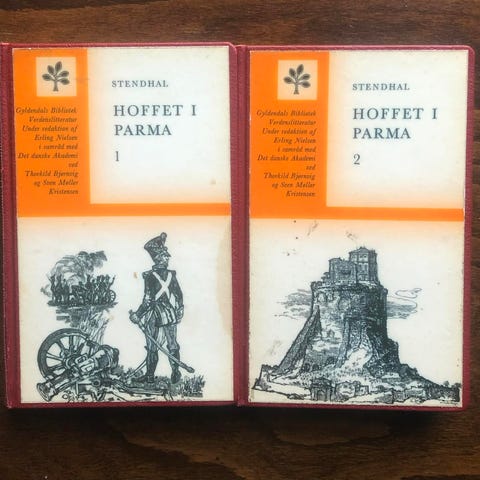 STENDHAL
HOFFET I
PARMA
1
Gyldendals Bibliotek
Verdenslitteratur
Under redaktion af
Erling Nielsen
i samråd med
Det danske Akademi
ved
Thorkild Bjørnvig
og Sten Møller
Kristensen
STENDHAL
HOFFET I
PARMA
2
Gyldendals Bibliotek
Verdenslitteratur
Under redaktion af
Erling Nielsen
i samråd med
Det danske Akademi
ved
Thorkild Bjørnvig
og Sten Møller
Kristensen